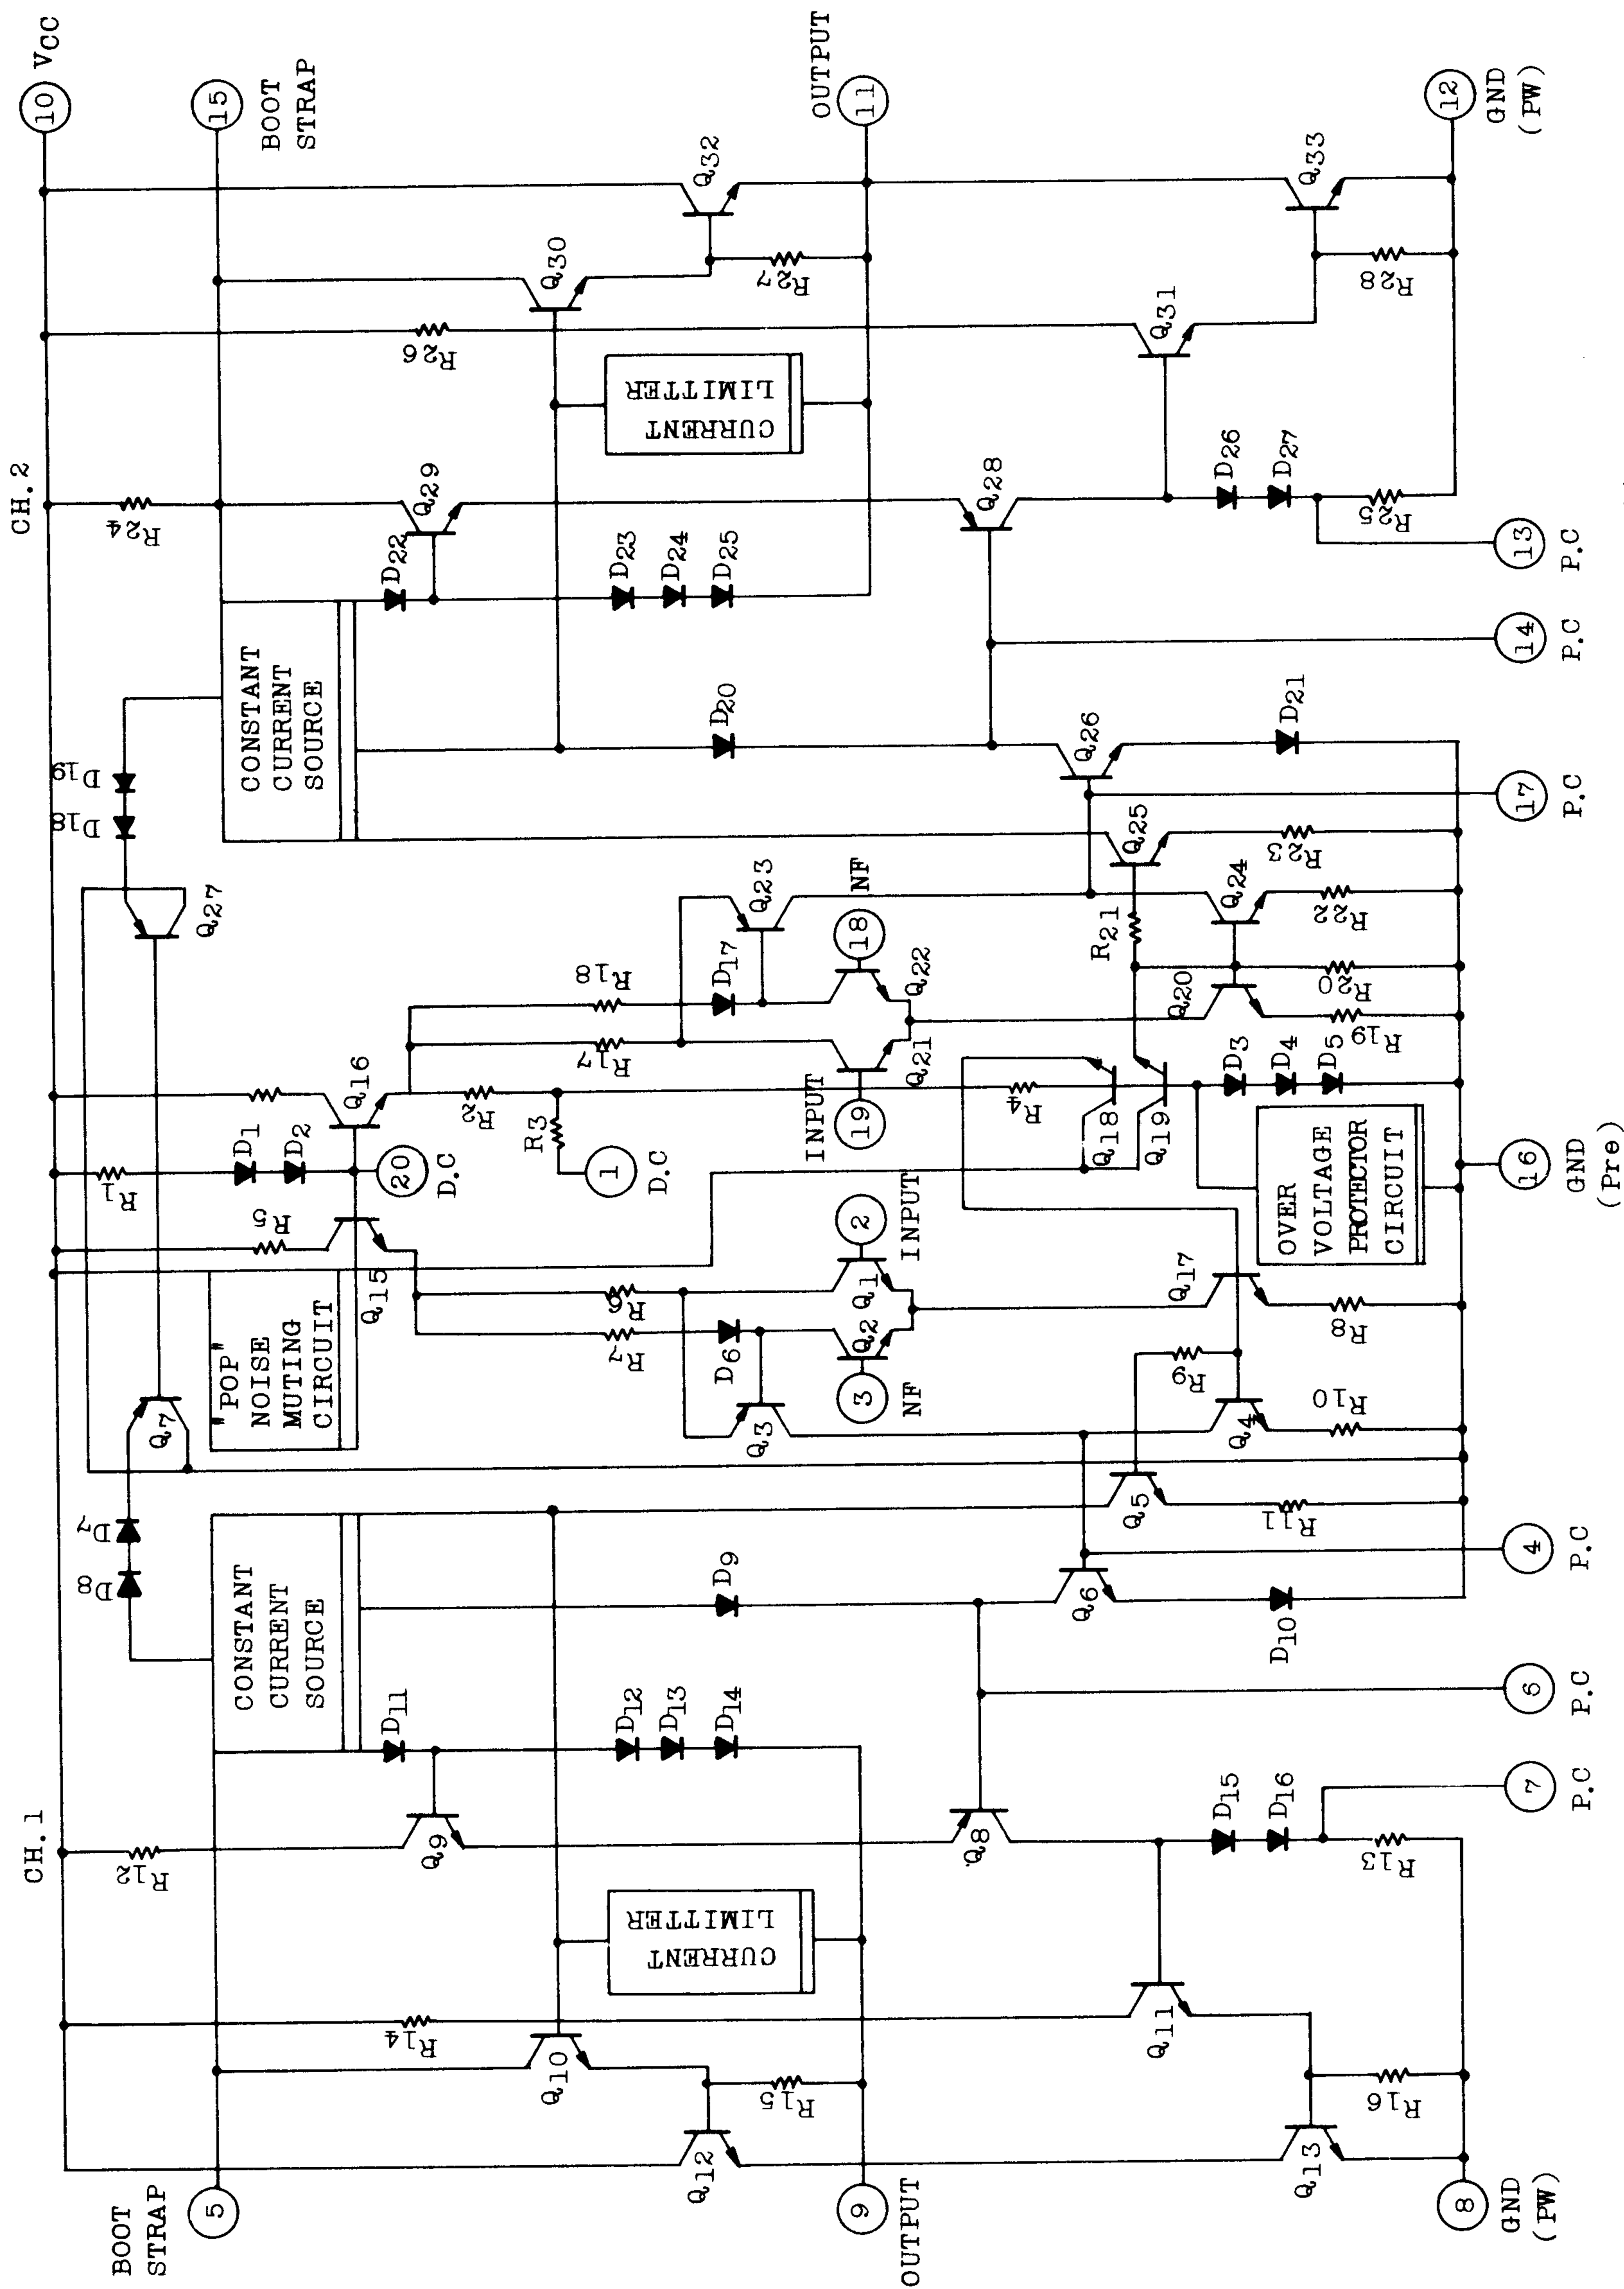 CH.1
CH.2
10 VCC
15
BOOT
STRAP
OUTPUT
11
12
GND
(PW)
BOOT
STRAP
5
OUTPUT
9
8
GND
(PW)
R12
R14
Q10
Q12
R15
Q9
D11
D12
D13
D14
CURRENT
LIMITTER
Q11
Q13
R16
Q8
D15
D16
R13
7
P.C
6
P.C
4
P.C
D8
D7
Q7
CONSTANT
CURRENT
SOURCE
D9
Q6
D10
Q5
R11
"POP"
NOISE
MUTING
CIRCUIT
R5
Q15
R1
D1
D2
20
D.C
Q16
R2
R3
1
D.C
R6
R7
D6
Q3
Q2
Q1
3
NF
2
INPUT
R9
Q4
R10
Q17
R8
OVER
VOLTAGE
PROTECTOR
CIRCUIT
16
GND
(Pre)
R4
Q18
Q19
D3
D4
D5
R17
R18
D17
Q23
INPUT
19
Q21
Q22
18
NF
Q20
R19
R20
R21
Q24
R22
Q25
R23
17
P.C
Q27
D18
D19
CONSTANT
CURRENT
SOURCE
D20
Q26
D21
14
P.C
13
P.C
R24
D22
Q29
D23
D24
D25
Q28
D26
D27
R25
R26
CURRENT
LIMITTER
Q30
Q31
Q32
R27
Q33
R28